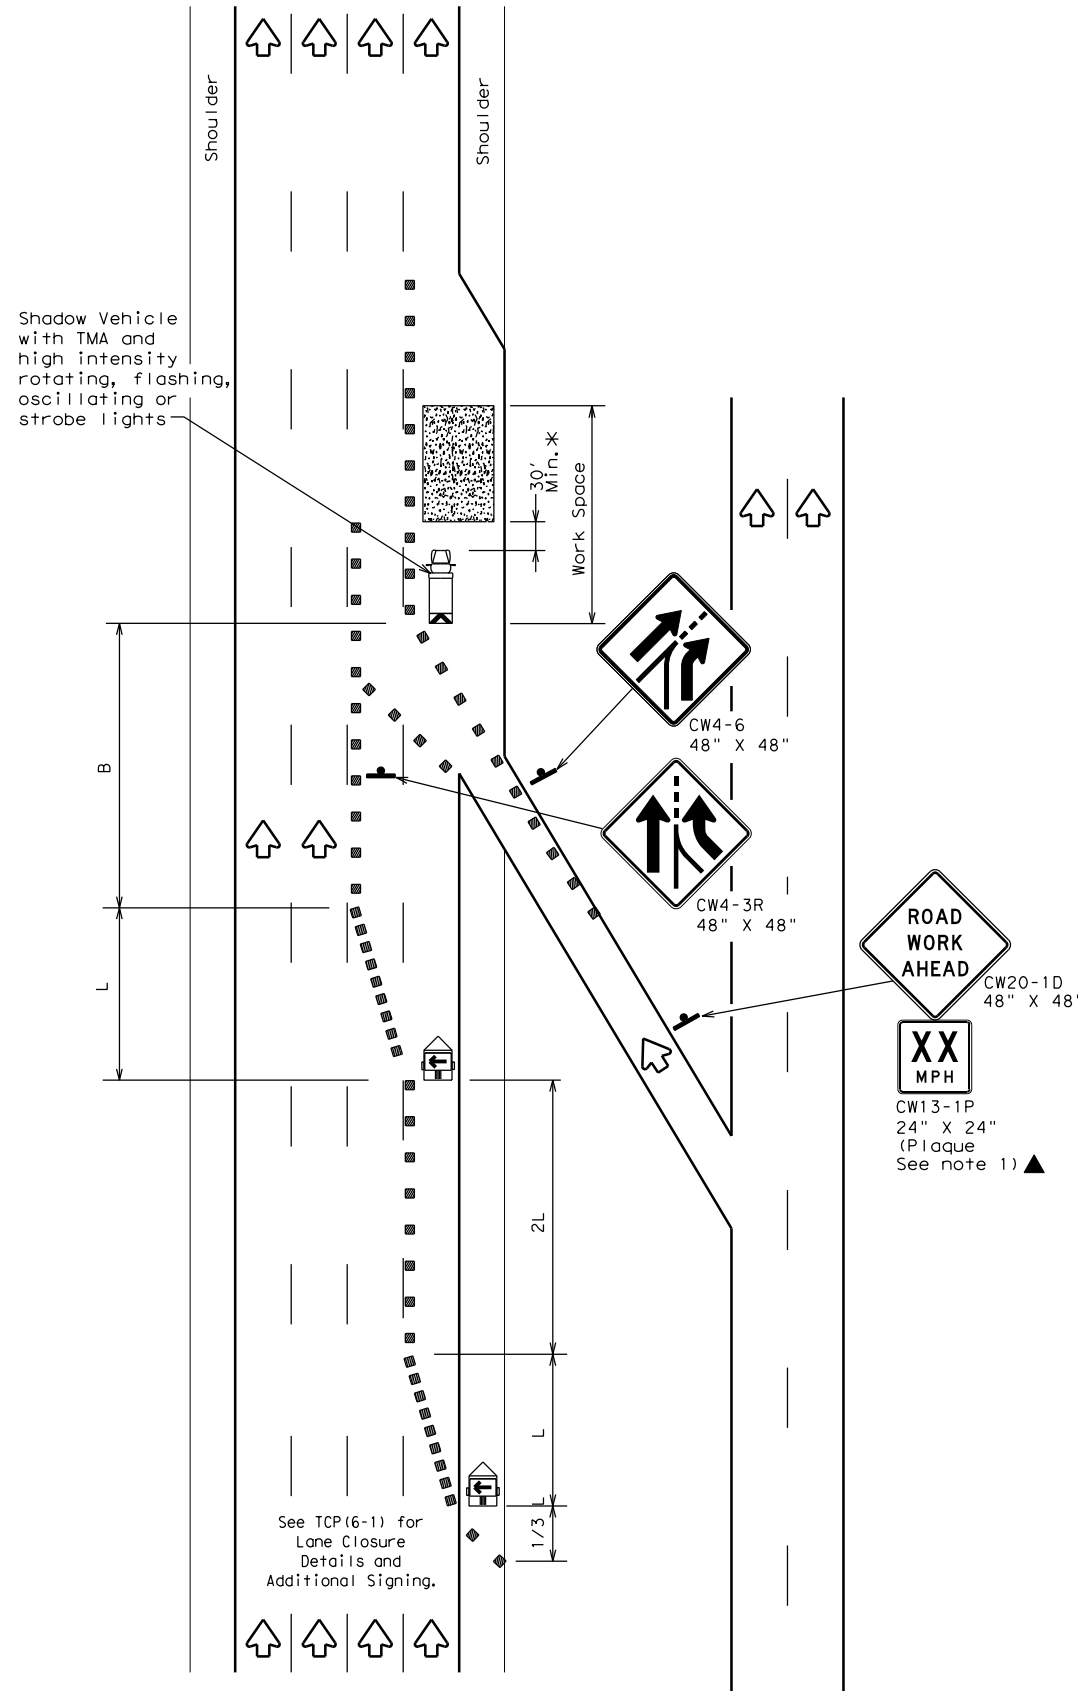 Shoulder
Shoulder
Shadow Vehicle
with TMA and
high intensity
rotating, flashing,
oscillating or
strobe lights
30'
Min.*
Work Space
CW4-6
48" X 48"
B
CW4-3R
48" X 48"
ROAD
WORK
AHEAD
CW20-1D
48" X 48"
XX
MPH
CW13-1P
24" X 24"
(Plaque
See note 1)
L
2L
L
1/3 L
See TCP(6-1) for
Lane Closure
Details and
Additional Signing.